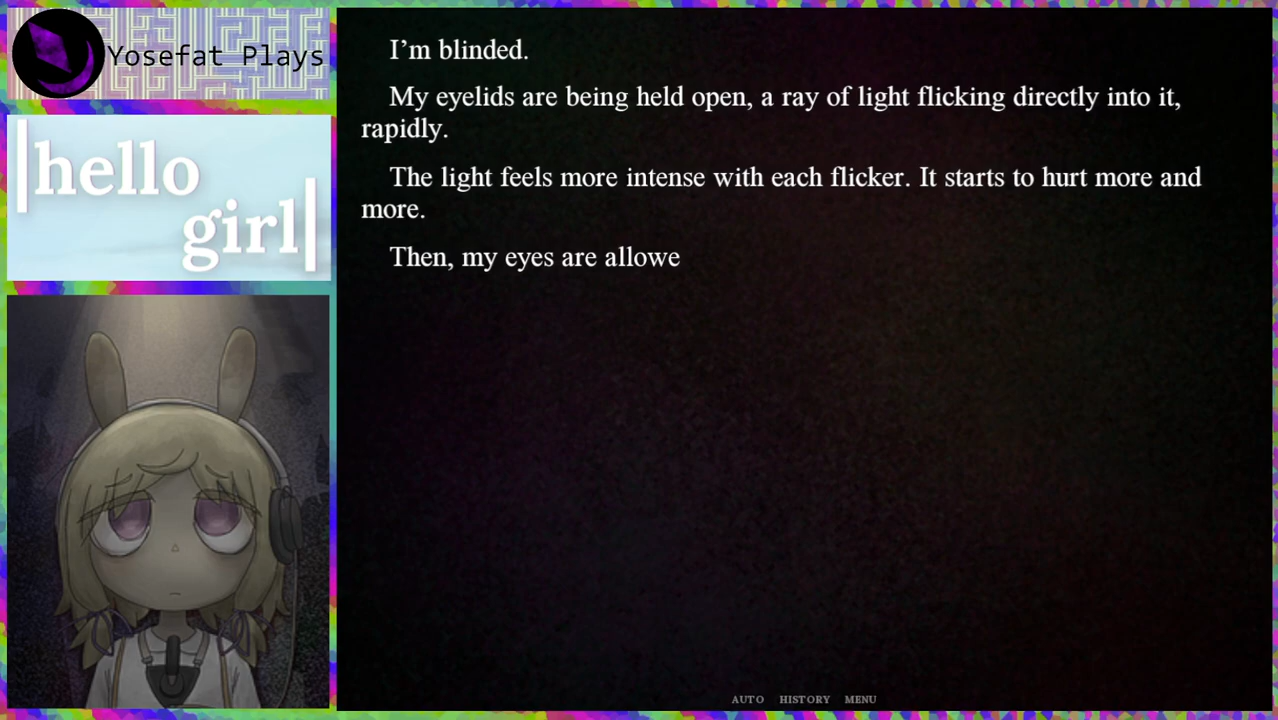 Yosefat Plays
|hello
girl|
I’m blinded.
My eyelids are being held open, a ray of light flicking directly into it,
rapidly.
The light feels more intense with each flicker. It starts to hurt more and
more.
Then, my eyes are allowe
AUTO HISTORY MENU